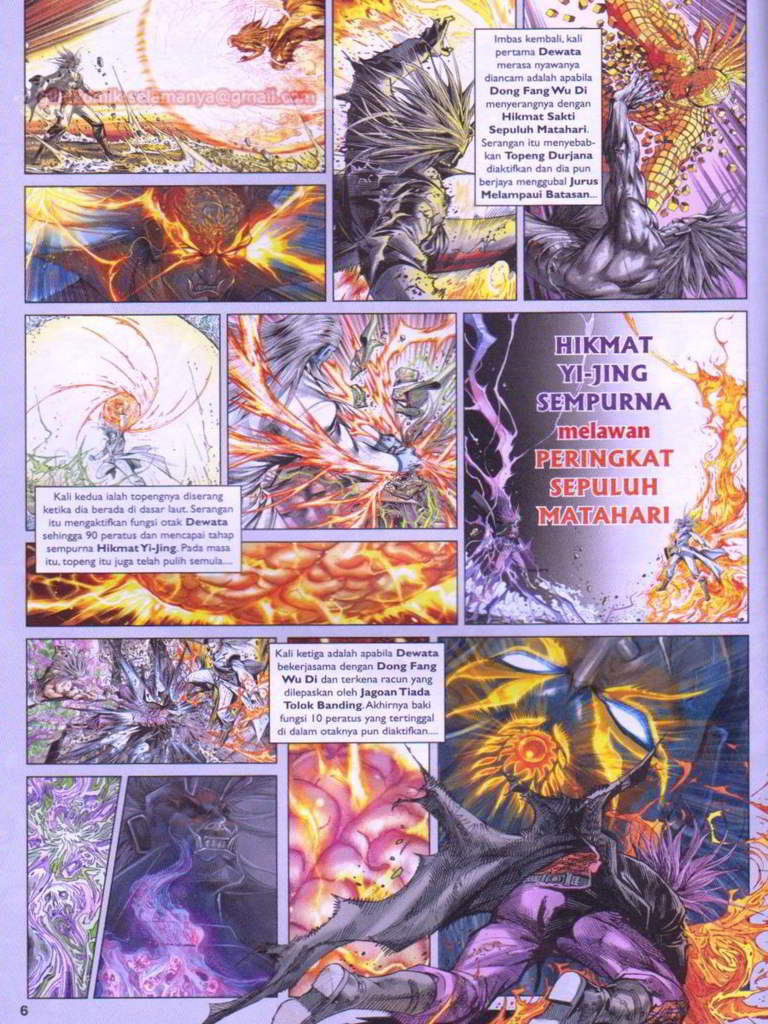 komik.selamanya@gmail.com
Imbas kembali, kali
pertama Dewata
merasa nyawanya
diancam adalah apabila
Dong Fang Wu Di
menyerangnya dengan
Hikmat Sakti
Sepuluh Matahari.
Serangan itu menyebab-
kan Topeng Durjana
diaktifkan dan dia pun
berjaya menggubal Jurus
Melampaui Batasan...
HIKMAT
YI-JING
SEMPURNA
melawan
PERINGKAT
SEPULUH
MATAHARI
Kali kedua ialah topengnya diserang
ketika dia berada di dasar laut. Serangan
itu mengaktifkan fungsi otak Dewata
sehingga 90 peratus dan mencapai tahap
sempurna Hikmat Yi-Jing. Pada masa
itu, topeng itu juga telah pulih semula....
Kali ketiga adalah apabila Dewata
bekerjasama dengan Dong Fang
Wu Di dan terkena racun yang
dilepaskan oleh Jagoan Tiada
Tolok Banding. Akhirnya baki
fungsi 10 peratus yang tertinggal
di dalam otaknya pun diaktifkan....
6